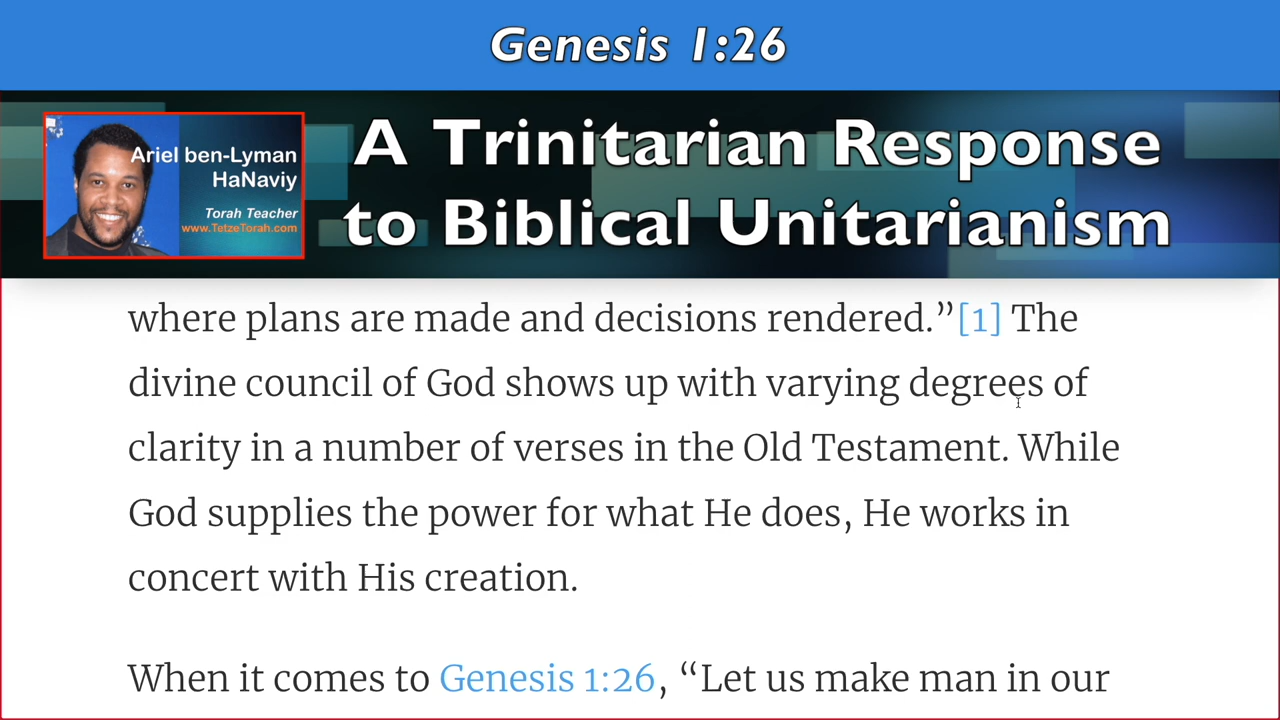 Genesis 1:26
Ariel ben-Lyman
HaNaviy
Torah Teacher
www.TetzeTorah.com
A Trinitarian Response
to Biblical Unitarianism
where plans are made and decisions rendered.”[1] The
divine council of God shows up with varying degrees of
clarity in a number of verses in the Old Testament. While
God supplies the power for what He does, He works in
concert with His creation.
When it comes to Genesis 1:26, “Let us make man in our